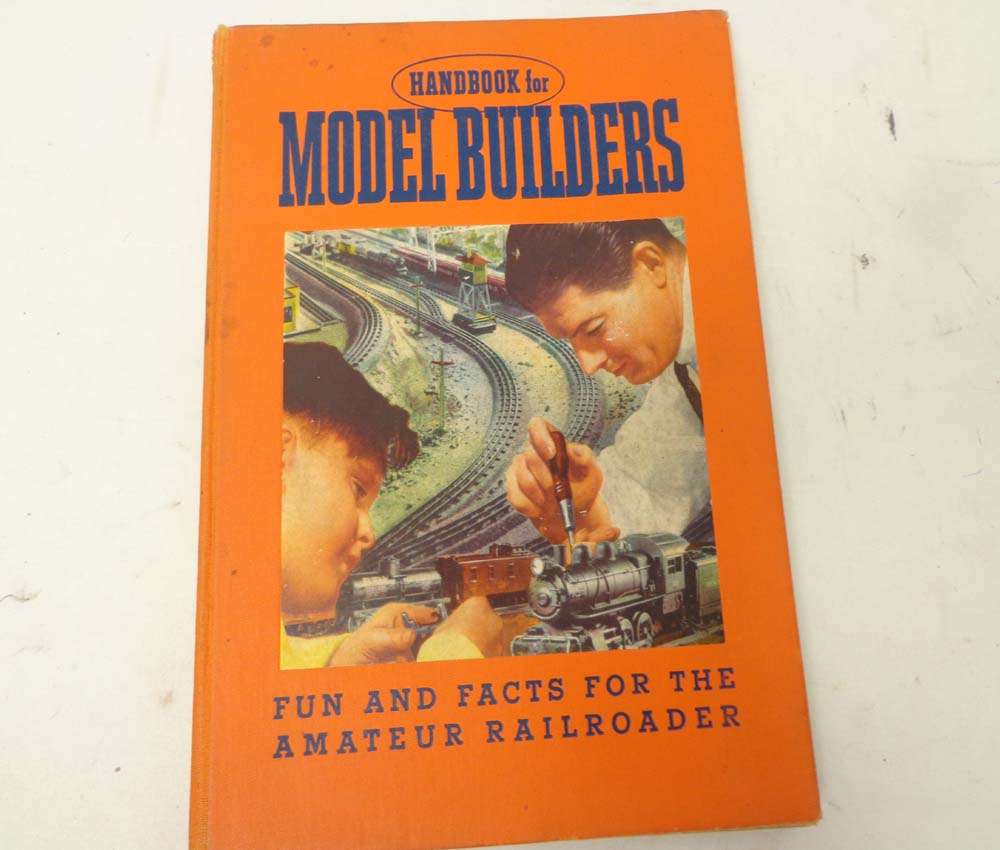 HANDBOOK for
MODEL BUILDERS
FUN AND FACTS FOR THE
AMATEUR RAILROADER